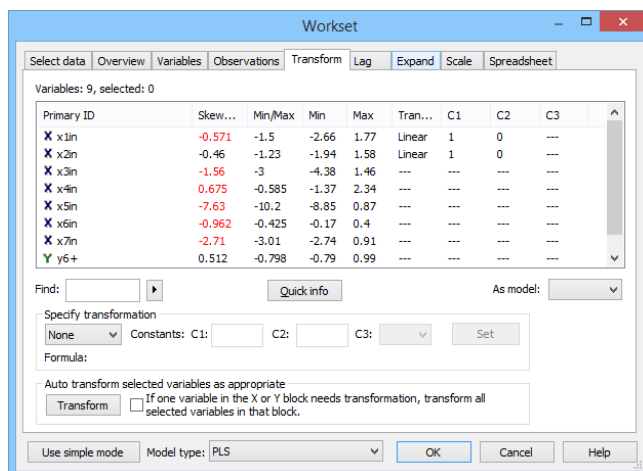 Workset
Select data Overview Variables Observations Transform Lag Expand Scale Spreadsheet
Variables: 9, selected: 0
Primary ID Skew... Min/Max Min Max Tran... C1 C2 C3
X x1in -0.571 -1.5 -2.66 1.77 Linear 1 0 ---
X x2in -0.46 -1.23 -1.94 1.58 Linear 1 0 ---
X x3in -1.56 -3 -4.38 1.46 --- --- --- ---
X x4in 0.675 -0.585 -1.37 2.34 --- --- --- ---
X x5in -7.63 -10.2 -8.85 0.87 --- --- --- ---
X x6in -0.962 -0.425 -0.17 0.4 --- --- --- ---
X x7in -2.71 -3.01 -2.74 0.91 --- --- --- ---
Y y6+ 0.512 -0.798 -0.79 0.99 --- --- --- ---
Find: Quick info As model:
Specify transformation
None Constants: C1: C2: C3: Set
Formula:
Auto transform selected variables as appropriate
Transform If one variable in the X or Y block needs transformation, transform all
selected variables in that block.
Use simple mode Model type: PLS OK Cancel Help